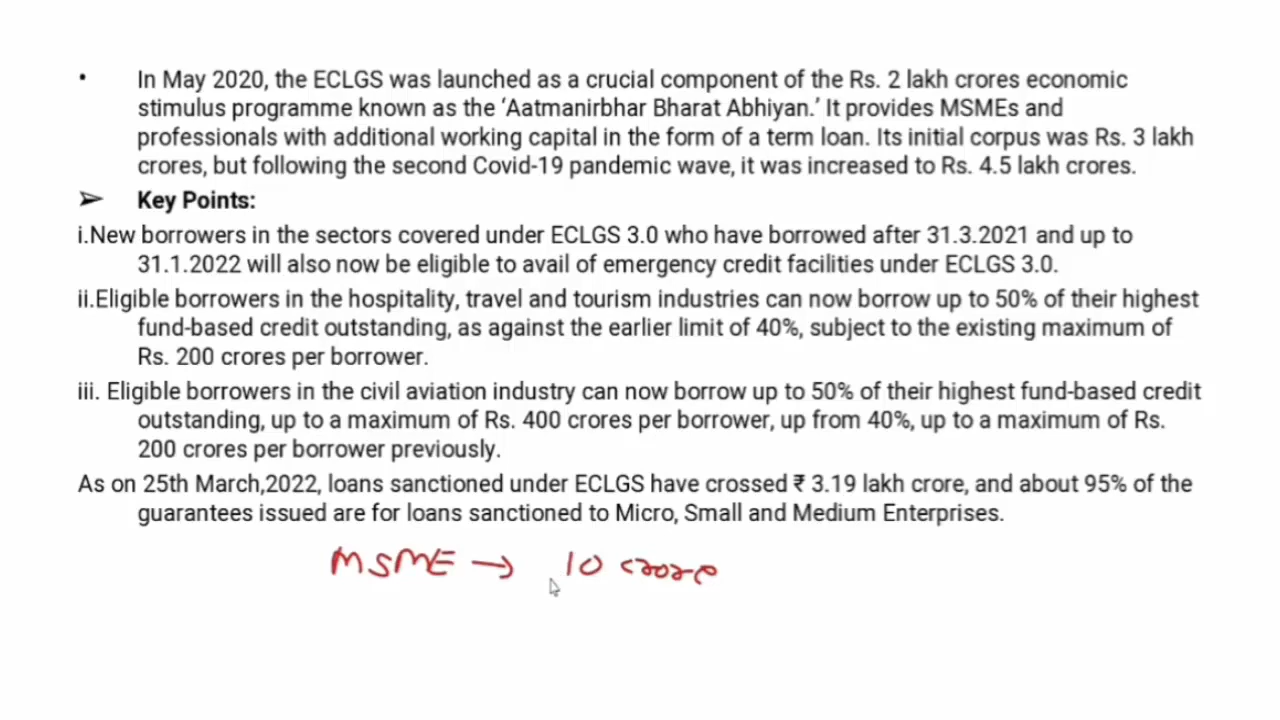 • In May 2020, the ECLGS was launched as a crucial component of the Rs. 2 lakh crores economic
stimulus programme known as the ‘Aatmanirbhar Bharat Abhiyan.’ It provides MSMEs and
professionals with additional working capital in the form of a term loan. Its initial corpus was Rs. 3 lakh
crores, but following the second Covid-19 pandemic wave, it was increased to Rs. 4.5 lakh crores.
➢ Key Points:
i.New borrowers in the sectors covered under ECLGS 3.0 who have borrowed after 31.3.2021 and up to
31.1.2022 will also now be eligible to avail of emergency credit facilities under ECLGS 3.0.
ii.Eligible borrowers in the hospitality, travel and tourism industries can now borrow up to 50% of their highest
fund-based credit outstanding, as against the earlier limit of 40%, subject to the existing maximum of
Rs. 200 crores per borrower.
iii. Eligible borrowers in the civil aviation industry can now borrow up to 50% of their highest fund-based credit
outstanding, up to a maximum of Rs. 400 crores per borrower, up from 40%, up to a maximum of Rs.
200 crores per borrower previously.
As on 25th March,2022, loans sanctioned under ECLGS have crossed ₹ 3.19 lakh crore, and about 95% of the
guarantees issued are for loans sanctioned to Micro, Small and Medium Enterprises.
MSME → 10 crore